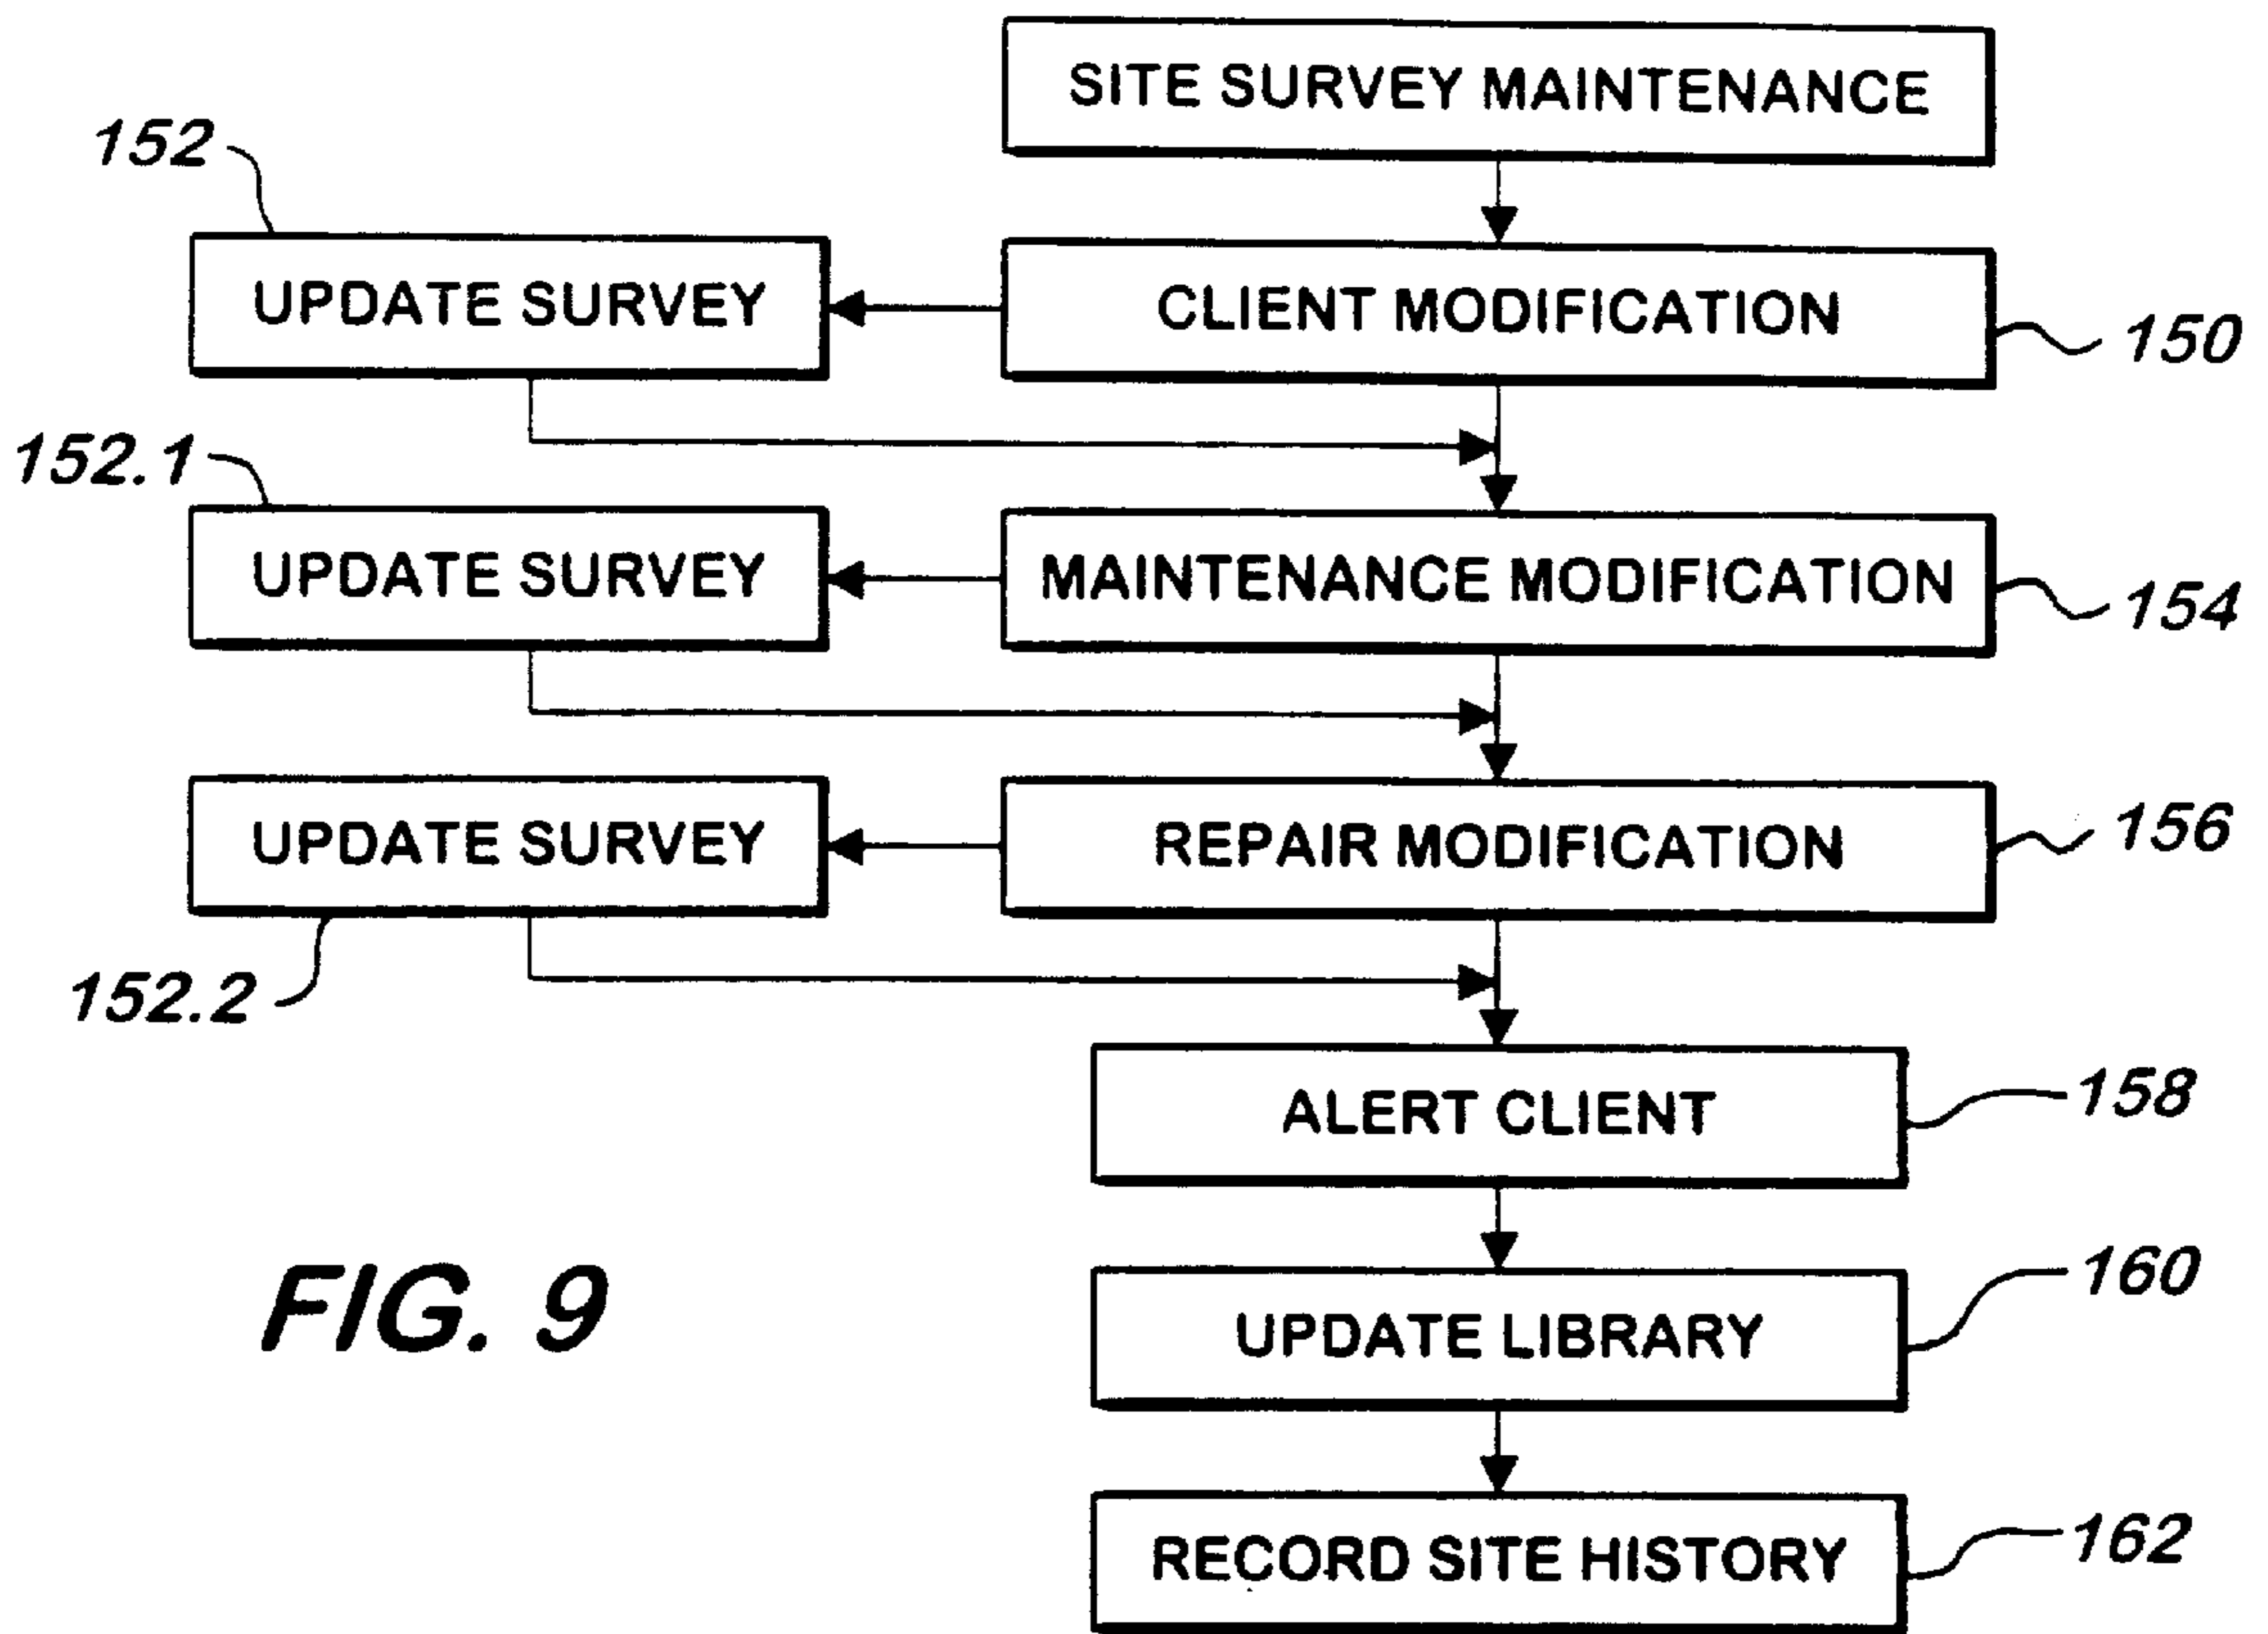 SITE SURVEY MAINTENANCE
152
UPDATE SURVEY
CLIENT MODIFICATION
150
152.1
UPDATE SURVEY
MAINTENANCE MODIFICATION
154
UPDATE SURVEY
REPAIR MODIFICATION
156
152.2
ALERT CLIENT
158
FIG. 9
UPDATE LIBRARY
160
RECORD SITE HISTORY
162